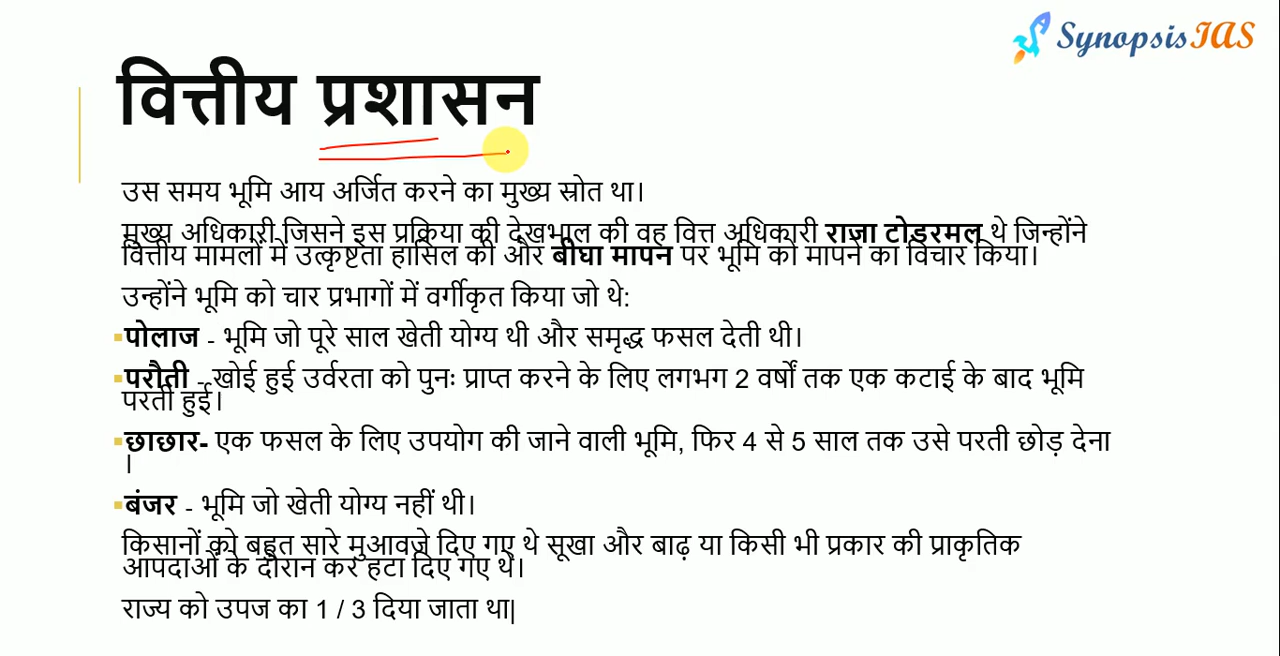 SynopsisIAS
वित्तीय प्रशासन
उस समय भूमि आय अर्जित करने का मुख्य स्रोत था।
मुख्य अधिकारी जिसने इस प्रक्रिया की देखभाल की वह वित्त अधिकारी राजा टोडरमल थे जिन्होंने
वित्तीय मामलों में उत्कृष्टता हासिल की और बीघा मापन पर भूमि को मापने का विचार किया।
उन्होंने भूमि को चार प्रभागों में वर्गीकृत किया जो थे:
▪पोलाज - भूमि जो पूरे साल खेती योग्य थी और समृद्ध फसल देती थी।
▪परौती - खोई हुई उर्वरता को पुनः प्राप्त करने के लिए लगभग 2 वर्षों तक एक कटाई के बाद भूमि
परती हुई।
▪छाछार- एक फसल के लिए उपयोग की जाने वाली भूमि, फिर 4 से 5 साल तक उसे परती छोड़ देना
।
▪बंजर - भूमि जो खेती योग्य नहीं थी।
किसानों को बहुत सारे मुआवजे दिए गए थे सूखा और बाढ़ या किसी भी प्रकार की प्राकृतिक
आपदाओं के दौरान कर हटा दिए गए थे।
राज्य को उपज का 1 / 3 दिया जाता था|